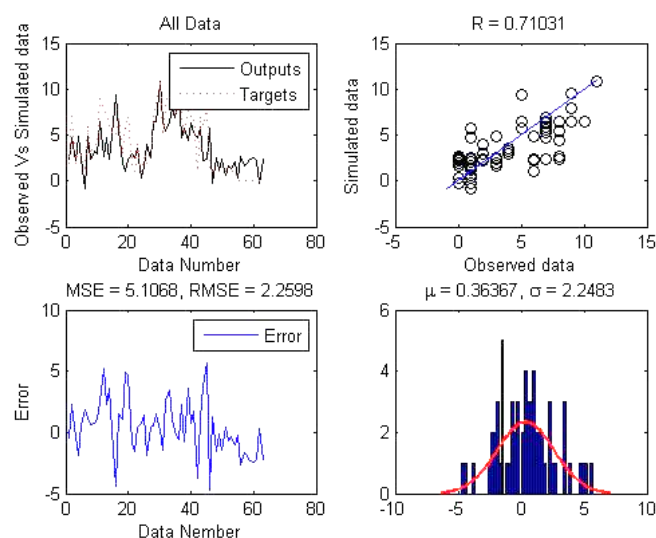 All Data
R = 0.71031
Observed Vs Simulated data
15
10
5
0
-5
0
20
40
60
80
Data Number
Outputs
Targets
Simulated data
15
10
5
0
-5
-5
0
5
10
15
Observed data
MSE = 5.1068, RMSE = 2.2598
μ = 0.36367, σ = 2.2483
Error
10
5
0
-5
0
20
40
60
80
Data Nember
Error
6
4
2
0
-10
-5
0
5
10